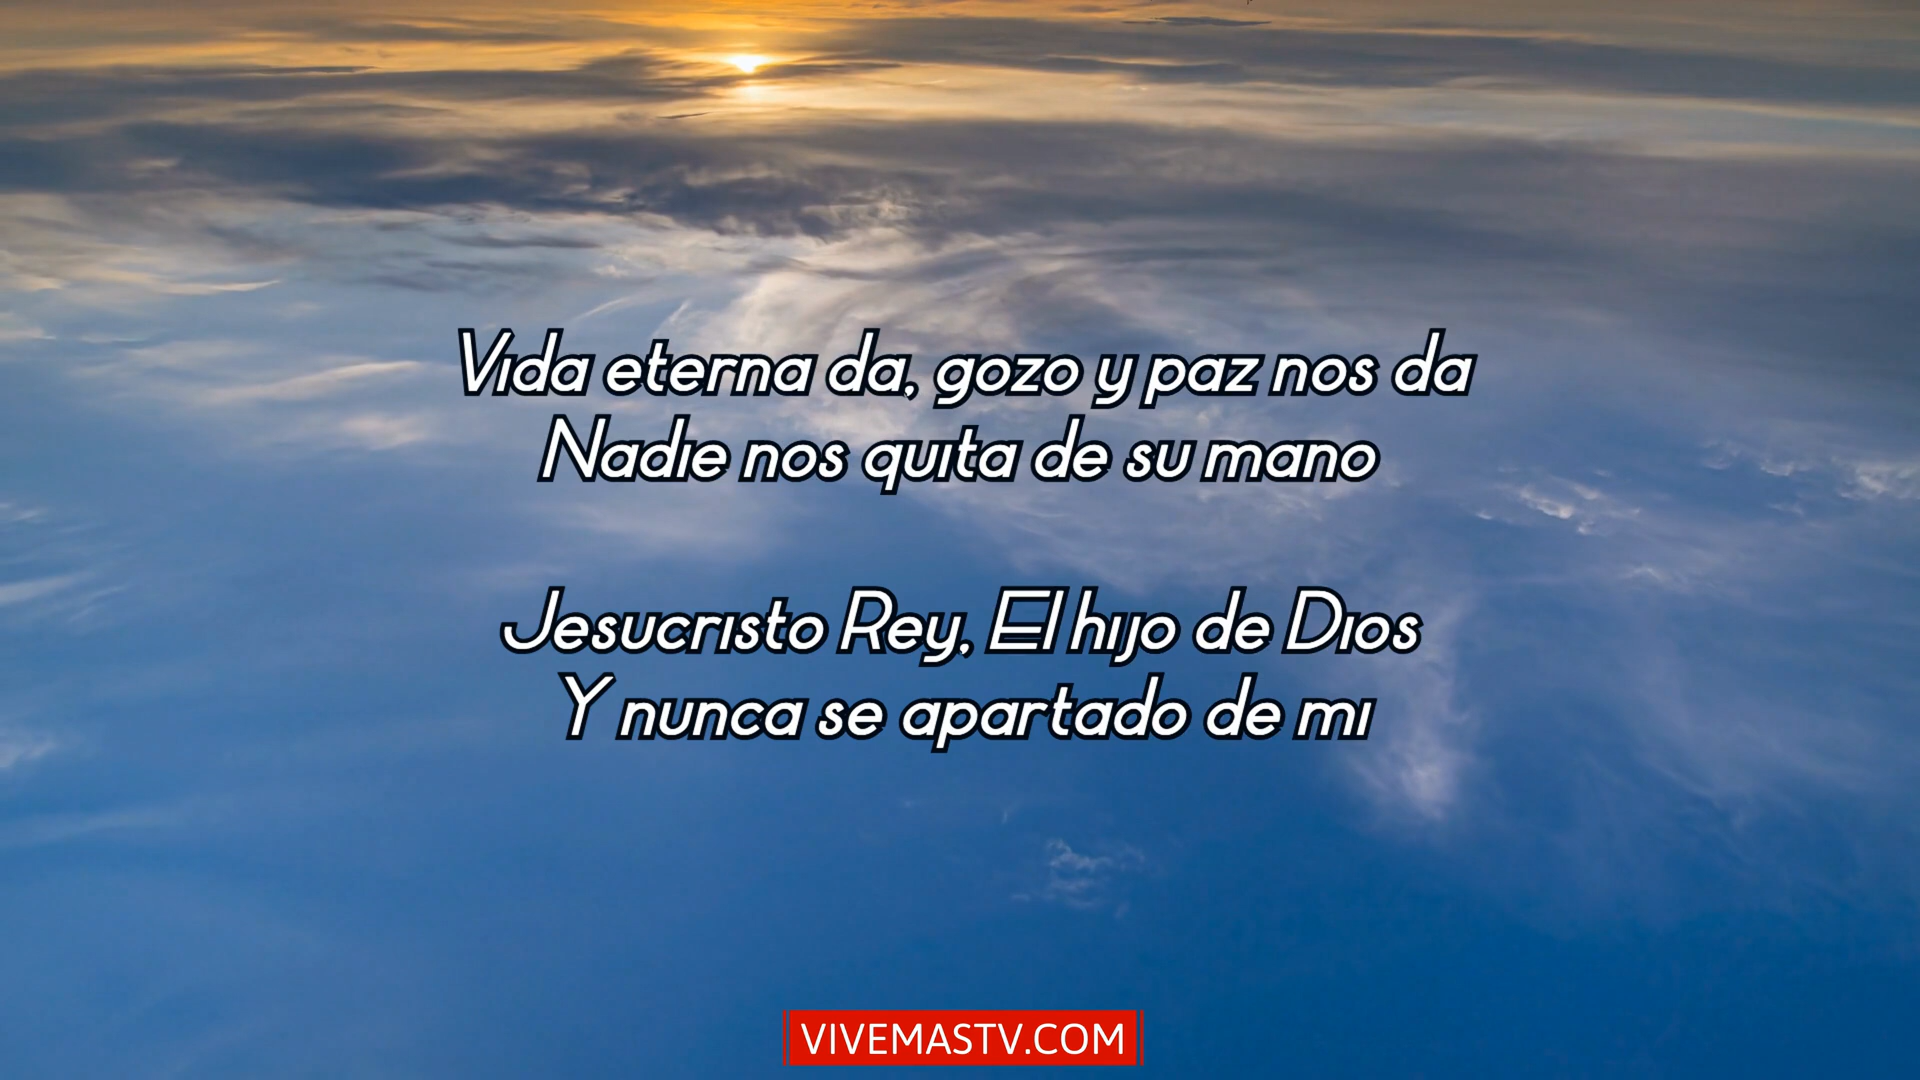 Vida eterna da, gozo y paz nos da
Nadie nos quita de su mano
Jesucristo Rey, El hijo de Dios
Y nunca se apartado de mi
VIVEMASTV.COM